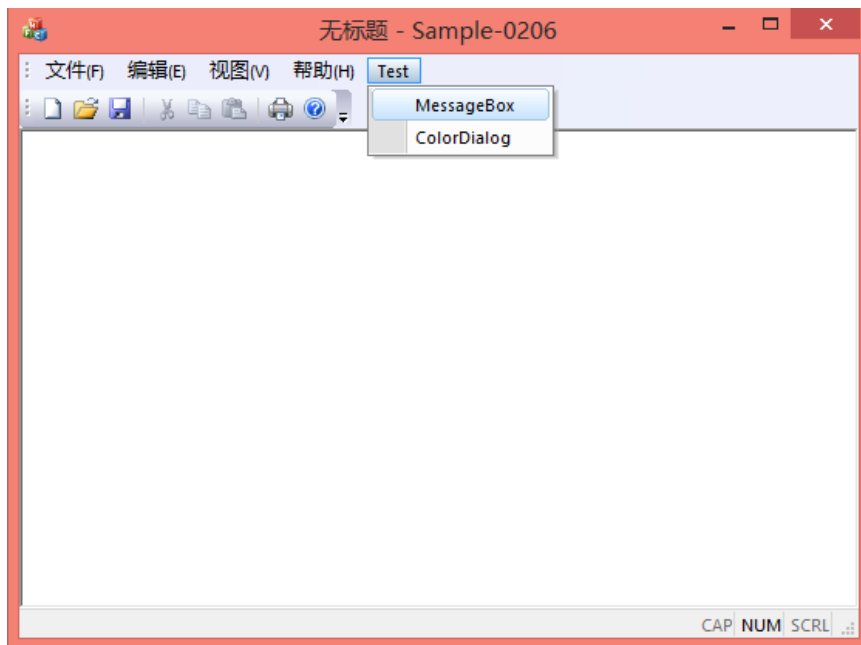 无标题 - Sample-0206
文件(F) 编辑(E) 视图(V) 帮助(H) Test
MessageBox
ColorDialog
CAP NUM SCRL